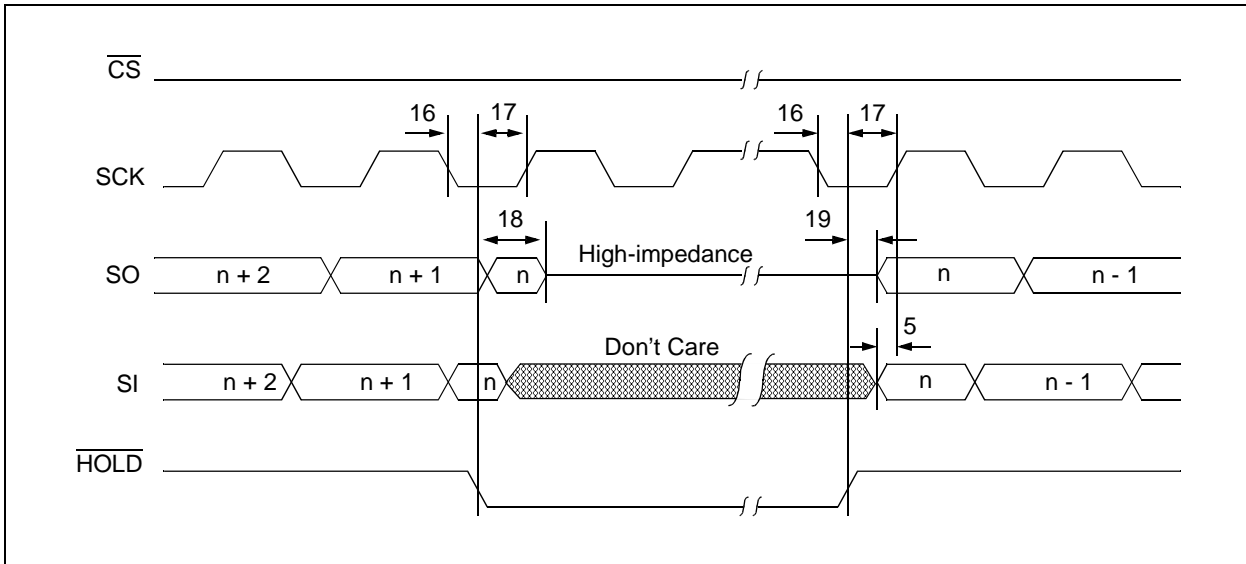 CS
16 17 16 17
SCK
18 19
High-impedance
SO n + 2 n + 1 n n n - 1
5
Don't Care
SI n + 2 n + 1 n n n - 1
HOLD